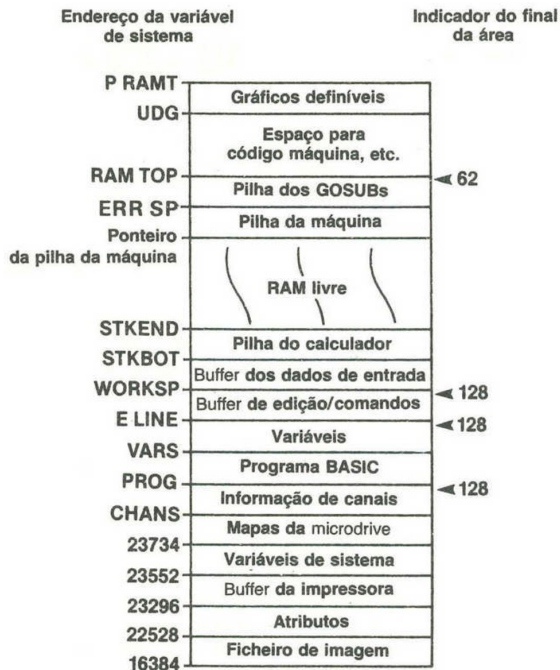 Endereço da variável
de sistema
Indicador do final
da área
P RAMT
Gráficos definíveis
UDG
Espaço para
código máquina, etc.
RAM TOP
62
Pilha dos GOSUBs
ERR SP
Pilha da máquina
Ponteiro
da pilha da máquina
RAM livre
STKEND
Pilha do calculador
STKBOT
Buffer dos dados de entrada
WORKSP
128
Buffer de edição/comandos
E LINE
128
Variáveis
VARS
Programa BASIC
PROG
128
Informação de canais
CHANS
Mapas da microdrive
23734
Variáveis de sistema
23552
Buffer da impressora
23296
Atributos
22528
Ficheiro de imagem
16384